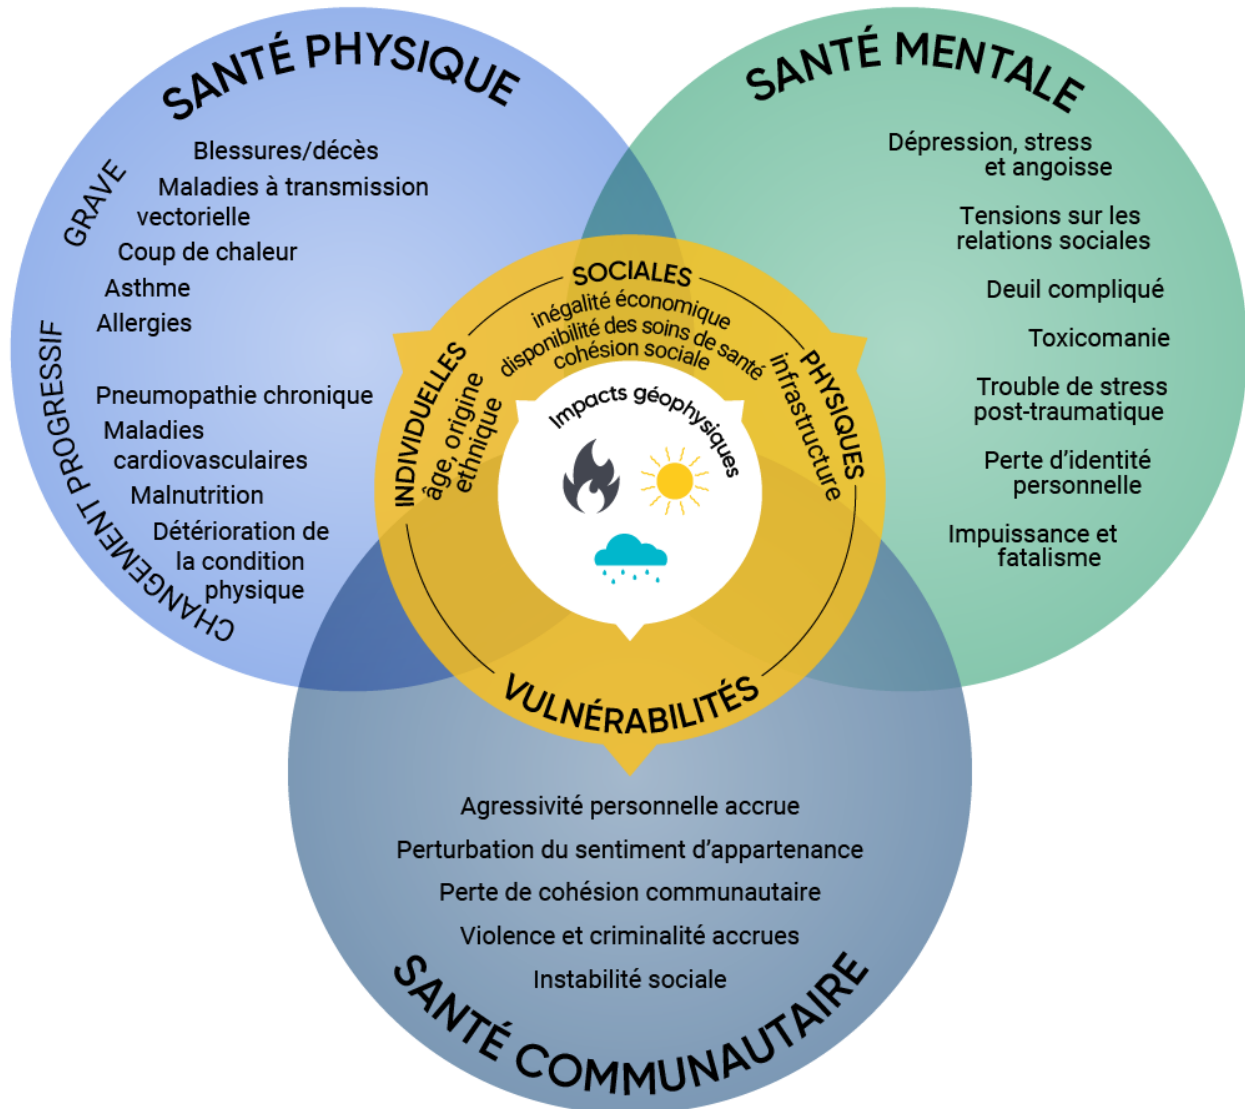 SANTÉ PHYSIQUE
GRAVE
Blessures/décès
Maladies à transmission
vectorielle
Coup de chaleur
Asthme
Allergies
CHANGEMENT PROGRESSIF
Pneumopathie chronique
Maladies
cardiovasculaires
Malnutrition
Détérioration de
la condition
physique
SANTÉ MENTALE
Dépression, stress
et angoisse
Tensions sur les
relations sociales
Deuil compliqué
Toxicomanie
Trouble de stress
post-traumatique
Perte d’identité
personnelle
Impuissance et
fatalisme
SOCIALES
inégalité économique
disponibilité des soins de santé
cohésion sociale
INDIVIDUELLES
âge, origine
ethnique
PHYSIQUES
infrastructure
Impacts géophysiques
VULNÉRABILITÉS
Agressivité personnelle accrue
Perturbation du sentiment d’appartenance
Perte de cohésion communautaire
Violence et criminalité accrues
Instabilité sociale
SANTÉ COMMUNAUTAIRE